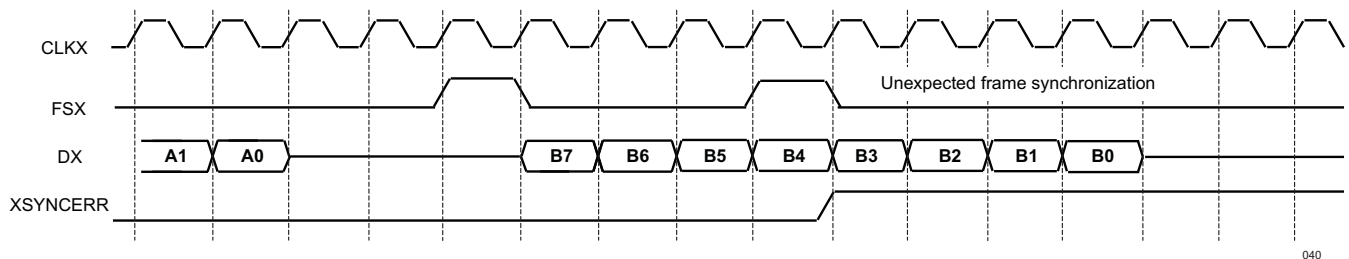 CLKX
FSX
Unexpected frame synchronization
DX
A1 A0 B7 B6 B5 B4 B3 B2 B1 B0
XSYNCERR
040